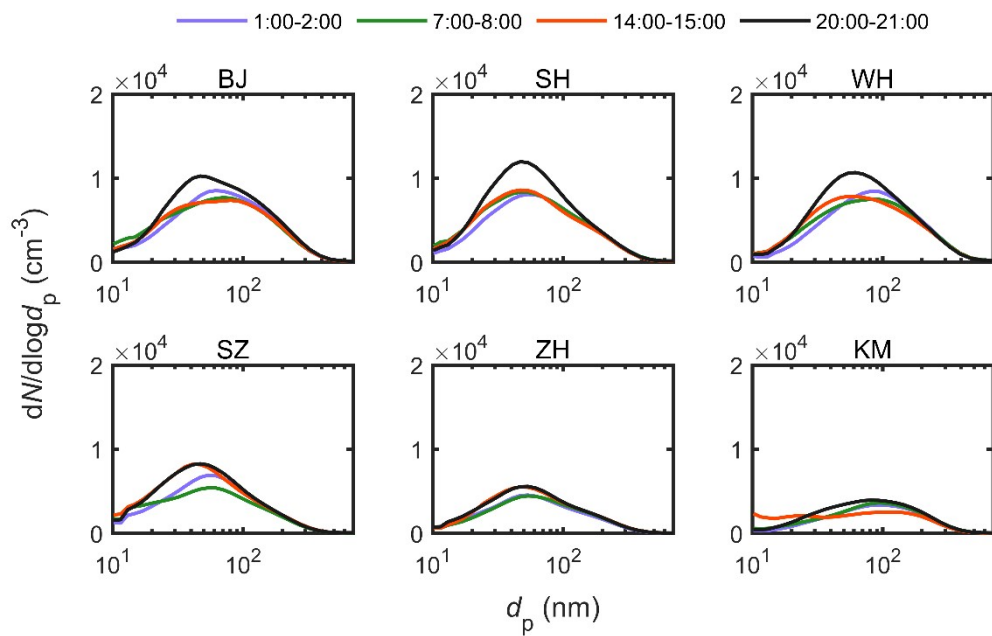 1:00-2:00 7:00-8:00 14:00-15:00 20:00-21:00
×10⁴ BJ ×10⁴ SH ×10⁴ WH
2 2 2
1 1 1
0 0 0
10¹ 10² 10¹ 10² 10¹ 10²
dN/dlogdₚ (cm⁻³)
×10⁴ SZ ×10⁴ ZH ×10⁴ KM
2 2 2
1 1 1
0 0 0
10¹ 10² 10¹ 10² 10¹ 10²
dₚ (nm)